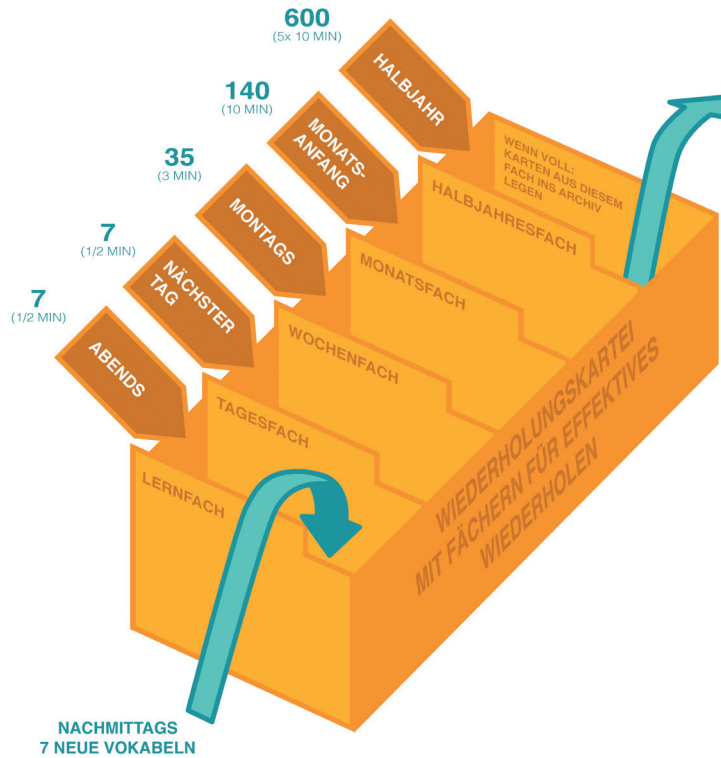 600
(5x 10 MIN)
HALBJAHR
140
(10 MIN)
MONATS-
ANFANG
35
(3 MIN)
MONTAGS
7
(1/2 MIN)
NÄCHSTER
TAG
7
(1/2 MIN)
ABENDS
WENN VOLL:
KARTEN AUS DIESEM
FACH INS ARCHIV
LEGEN
HALBJAHRESFACH
MONATSFACH
WOCHENFACH
TAGESFACH
LERNFACH
WIEDERHOLUNGSKARTEI
MIT FÄCHERN FÜR EFFEKTIVES
WIEDERHOLEN
NACHMITTAGS
7 NEUE VOKABELN